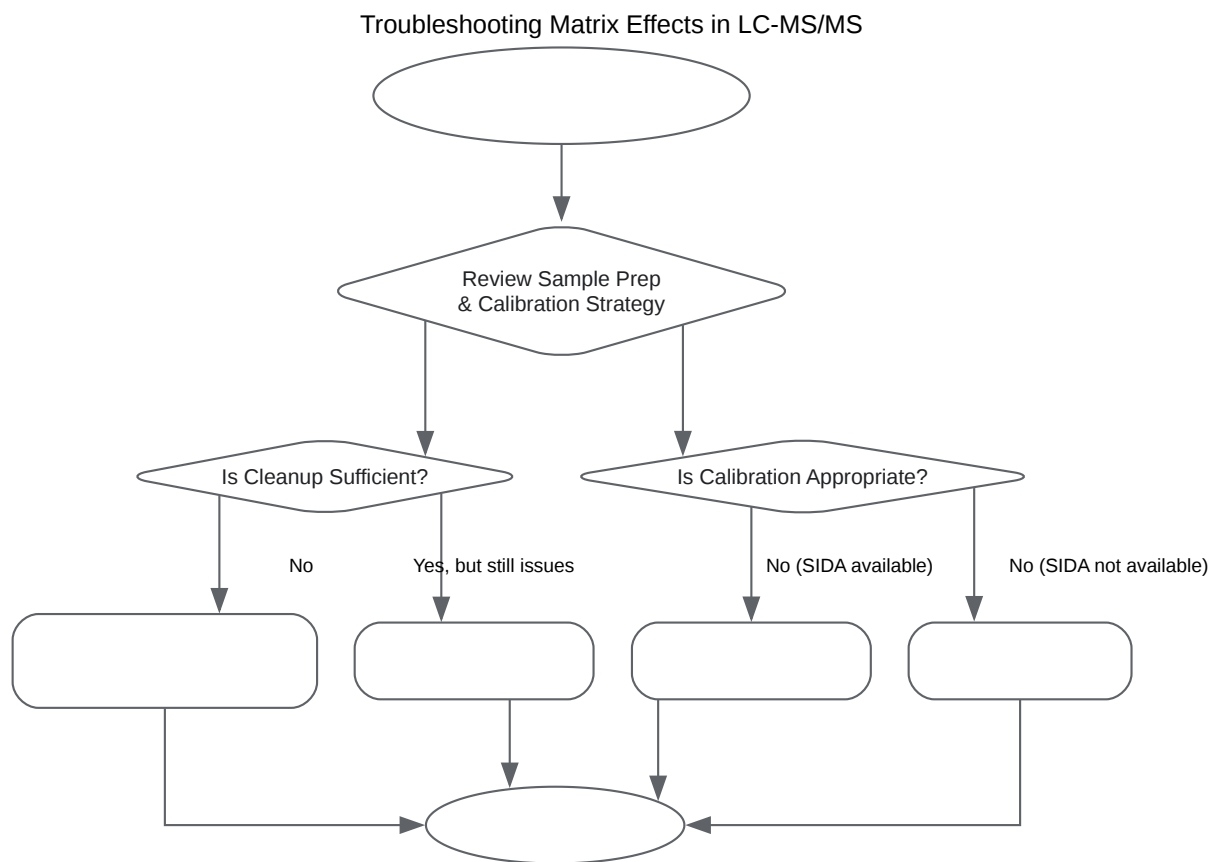 Troubleshooting Matrix Effects in LC-MS/MS
Review Sample Prep
& Calibration Strategy
Is Cleanup Sufficient?
Is Calibration Appropriate?
No
Yes, but still issues
No (SIDA available)
No (SIDA not available)